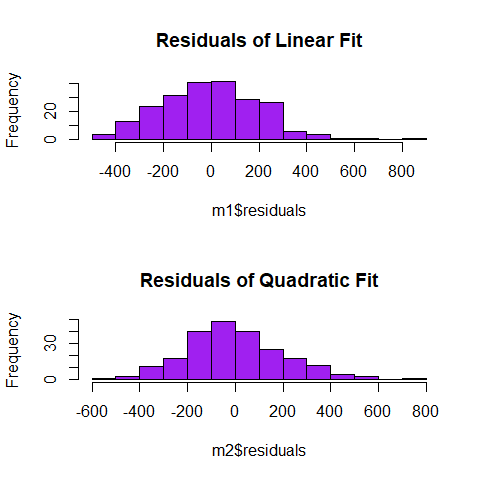 Residuals of Linear Fit
Frequency
20
0
-400 -200 0 200 400 600 800
m1$residuals
Residuals of Quadratic Fit
Frequency
30
0
-600 -400 -200 0 200 400 600 800
m2$residuals